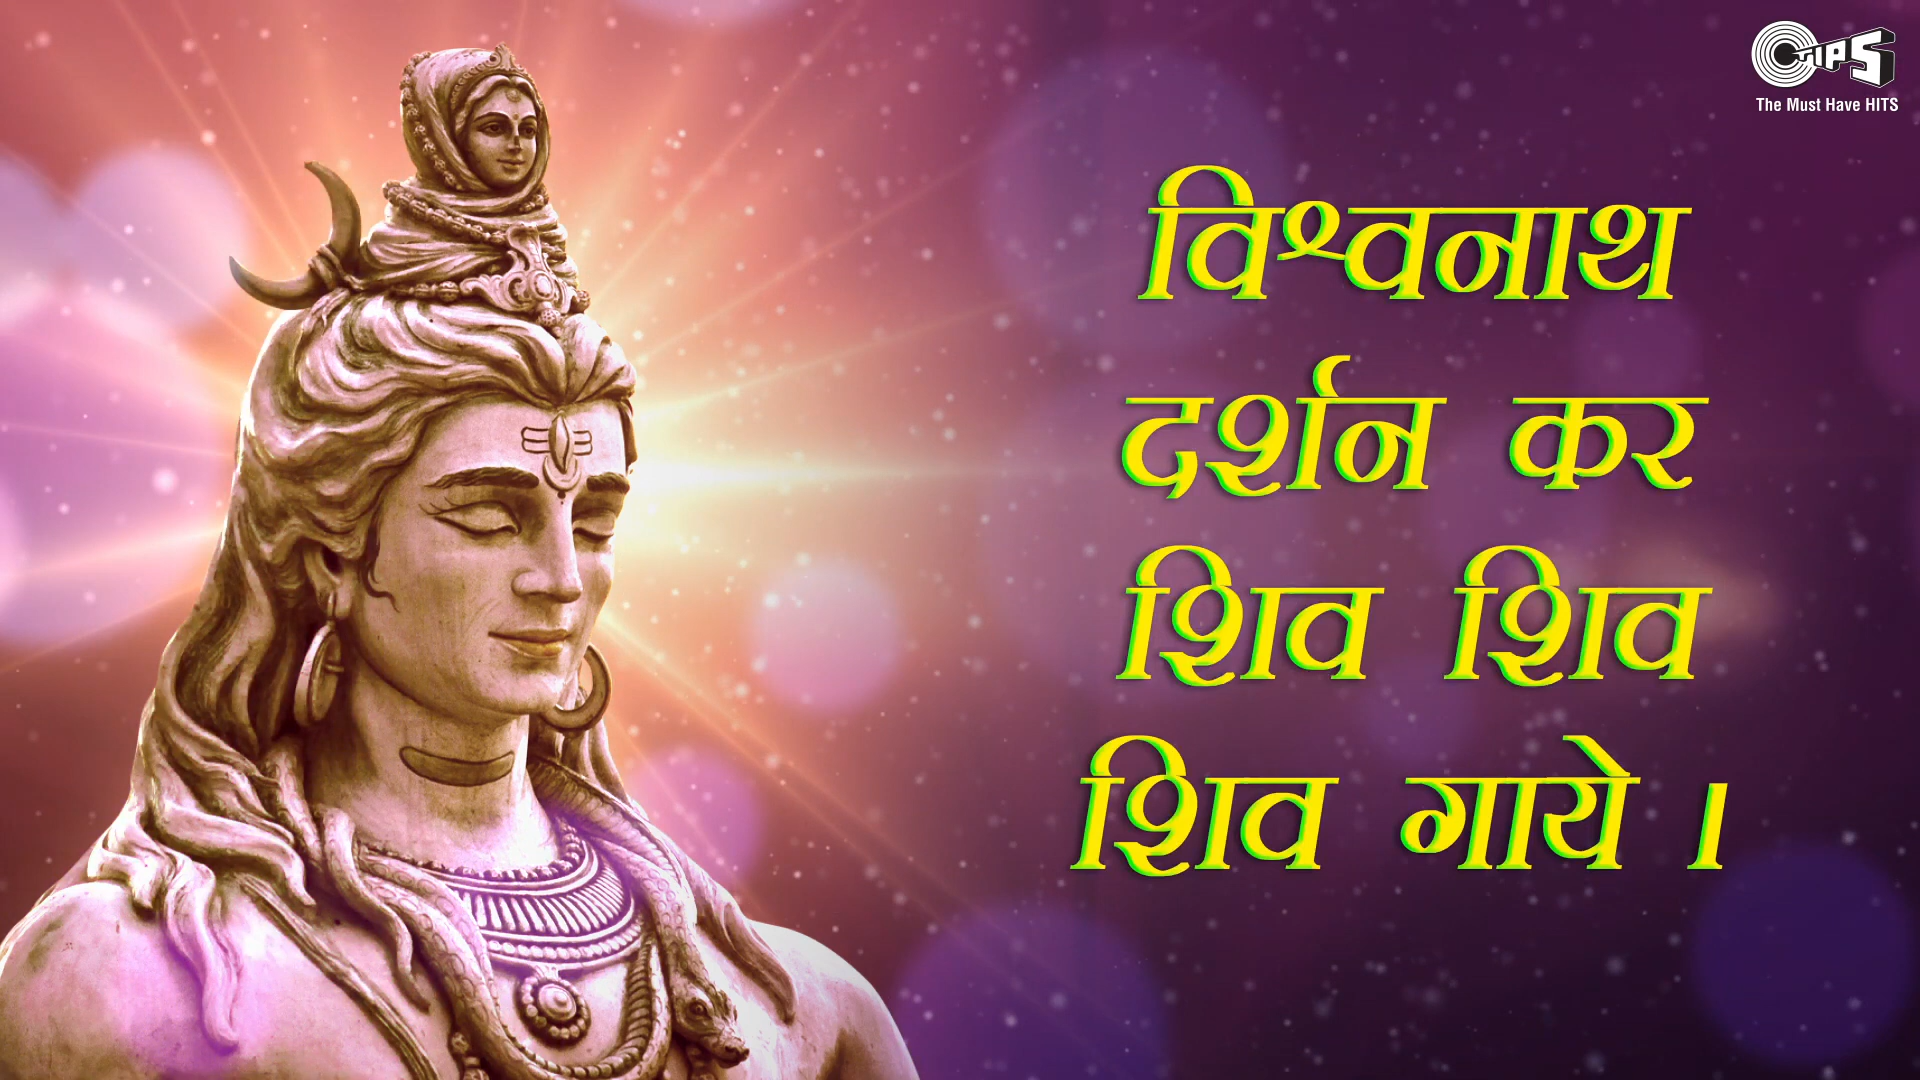 TIPS
The Must Have HITS
विश्वनाथ
दर्शन कर
शिव शिव
शिव गाये ।